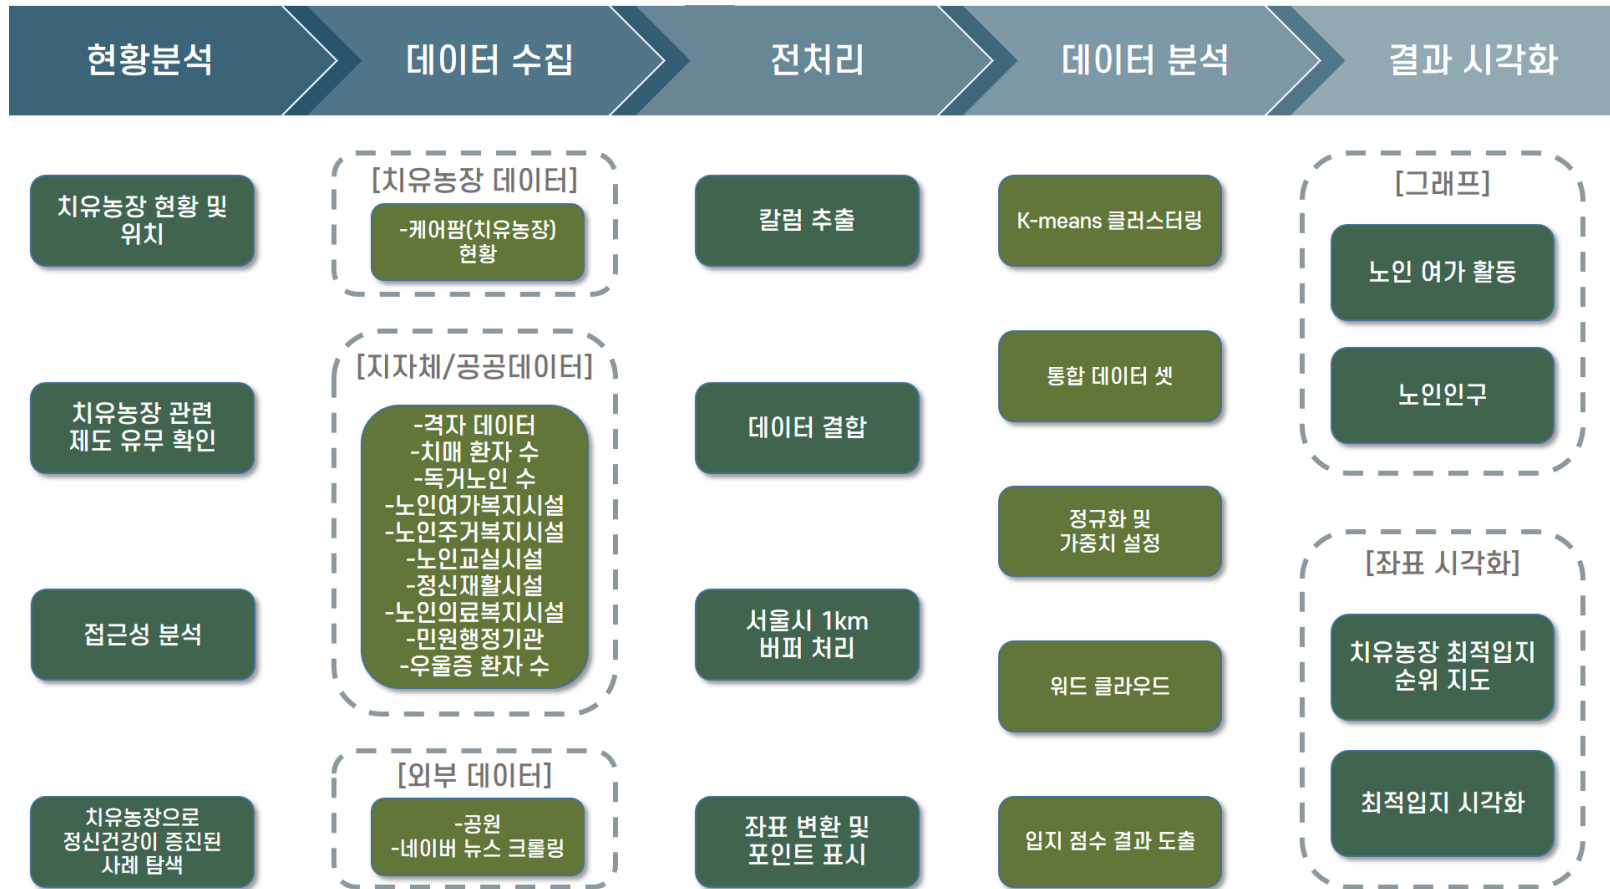 현황분석
데이터 수집
전처리
데이터 분석
결과 시각화
치유농장 현황 및
위치
치유농장 관련
제도 유무 확인
접근성 분석
치유농장으로
정신건강이 증진된
사례 탐색
[치유농장 데이터]
-케어팜(치유농장)
현황
[지자체/공공데이터]
-격자 데이터
-치매 환자 수
-독거노인 수
-노인여가복지시설
-노인주거복지시설
-노인교실시설
-정신재활시설
-노인의료복지시설
-민원행정기관
-우울증 환자 수
[외부 데이터]
-공원
-네이버 뉴스 크롤링
칼럼 추출
데이터 결합
서울시 1km
버퍼 처리
좌표 변환 및
포인트 표시
K-means 클러스터링
통합 데이터 셋
정규화 및
가중치 설정
워드 클라우드
입지 점수 결과 도출
[그래프]
노인 여가 활동
노인인구
[좌표 시각화]
치유농장 최적입지
순위 지도
최적입지 시각화